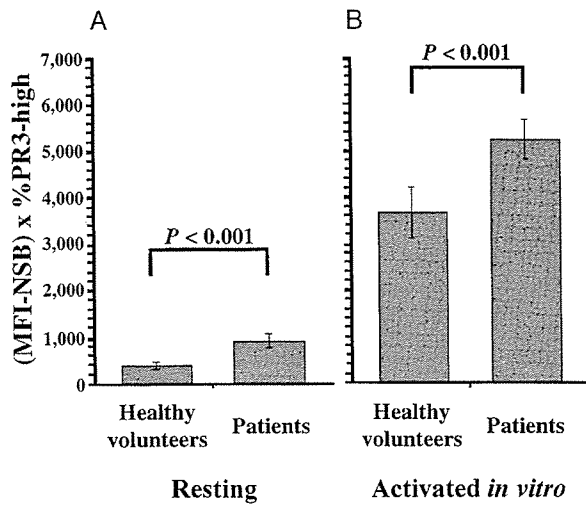 A
B
(MFI-NSB) x %PR3-high
7,000
6,000
5,000
4,000
3,000
2,000
1,000
0
P < 0.001
P < 0.001
Healthy
volunteers
Patients
Healthy
volunteers
Patients
Resting
Activated in vitro